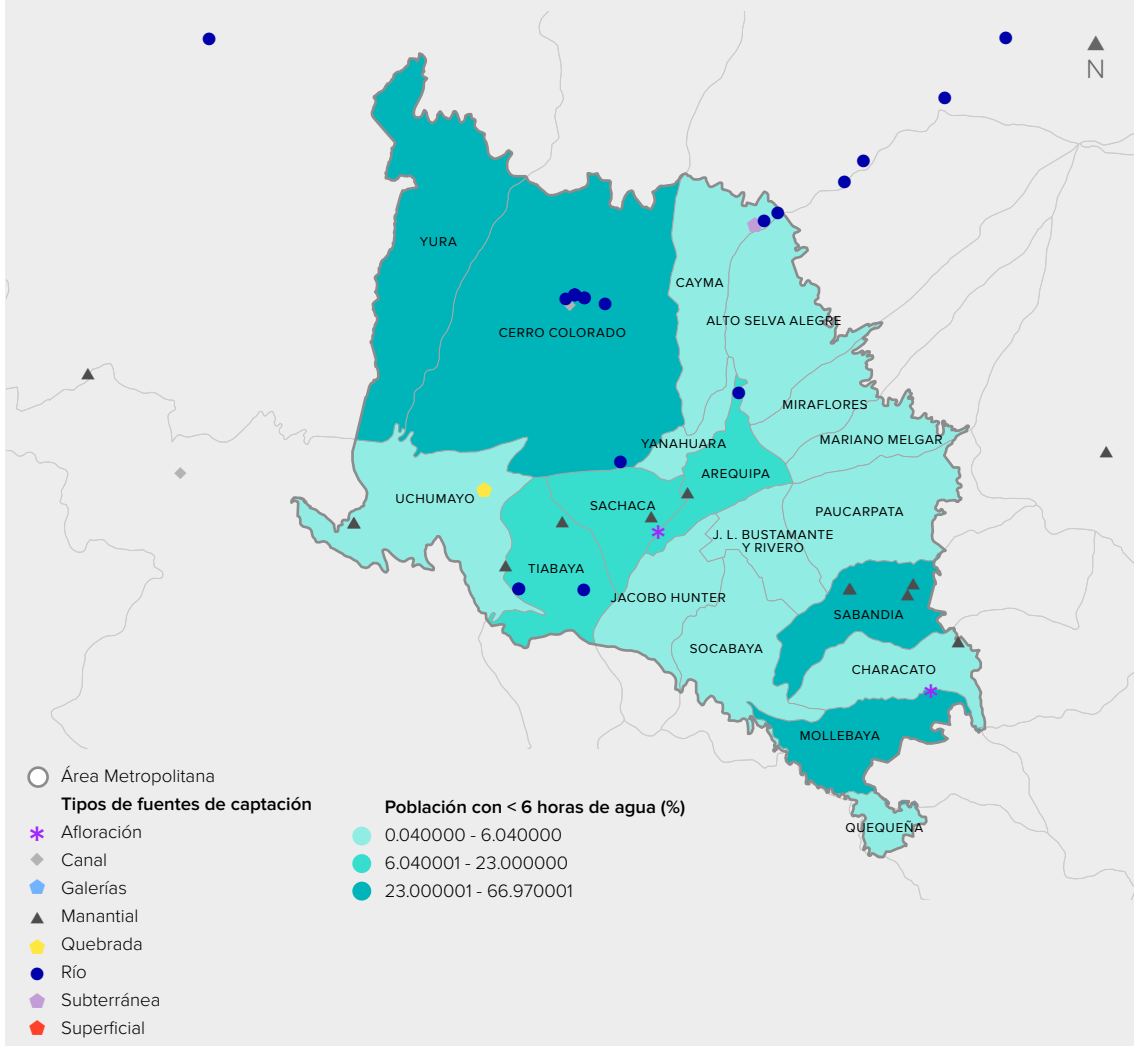 N
YURA
CAYMA
ALTO SELVA ALEGRE
CERRO COLORADO
MIRAFLORES
YANAHUARA
MARIANO MELGAR
AREQUIPA
UCHUMAYO
SACHACA
PAUCARPATA
J. L. BUSTAMANTE
Y RIVERO
TIABAYA
JACOBO HUNTER
SABANDIA
SOCABAYA
CHARACATO
MOLLEBAYA
QUEQUEÑA
Área Metropolitana
Tipos de fuentes de captación
Afloración
Canal
Galerías
Manantial
Quebrada
Río
Subterránea
Superficial
Población con < 6 horas de agua (%)
0.040000 - 6.040000
6.040001 - 23.000000
23.000001 - 66.970001